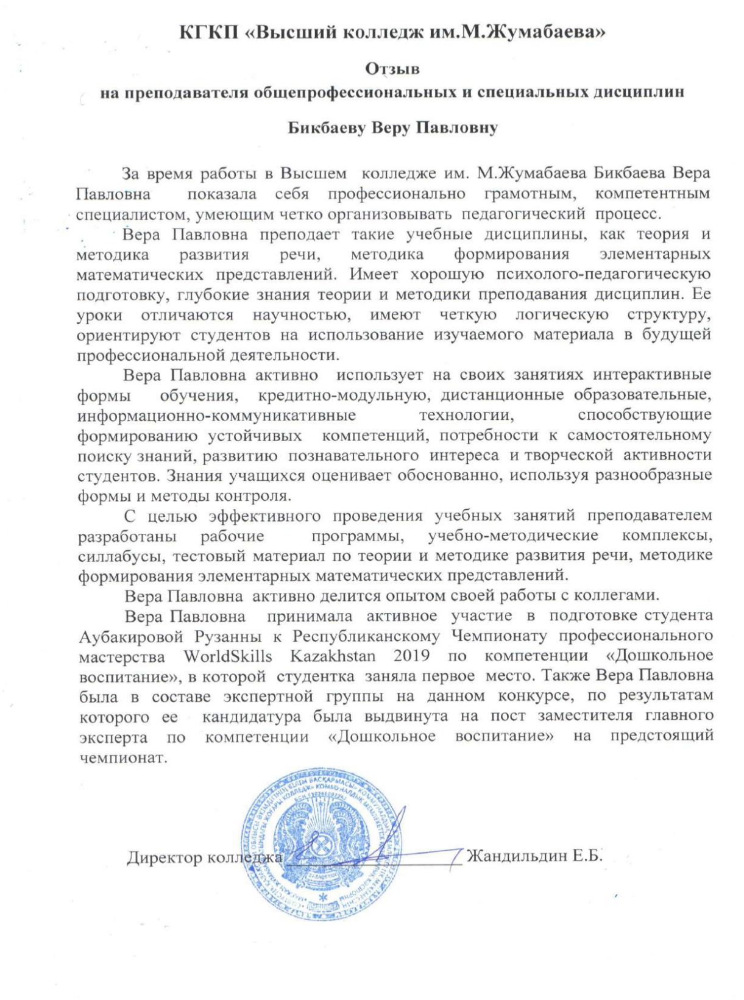 КГКП «Высший колледж им.М.Жумабаева»
Отзыв
на преподавателя общепрофессиональных и специальных дисциплин
Бикбаеву Веру Павловну
За время работы в Высшем колледже им. М.Жумабаева Бикбаева Вера
Павловна показала себя профессионально грамотным, компетентным
специалистом, умеющим четко организовывать педагогический процесс.
Вера Павловна преподает такие учебные дисциплины, как теория и
методика развития речи, методика формирования элементарных
математических представлений. Имеет хорошую психолого-педагогическую
подготовку, глубокие знания теории и методики преподавания дисциплин. Ее
уроки отличаются научностью, имеют четкую логическую структуру,
ориентируют студентов на использование изучаемого материала в будущей
профессиональной деятельности.
Вера Павловна активно использует на своих занятиях интерактивные
формы обучения, кредитно-модульную, дистанционные образовательные,
информационно-коммуникативные технологии, способствующие
формированию устойчивых компетенций, потребности к самостоятельному
поиску знаний, развитию познавательного интереса и творческой активности
студентов. Знания учащихся оценивает обоснованно, используя разнообразные
формы и методы контроля.
С целью эффективного проведения учебных занятий преподавателем
разработаны рабочие программы, учебно-методические комплексы,
силлабусы, тестовый материал по теории и методике развития речи, методике
формирования элементарных математических представлений.
Вера Павловна активно делится опытом своей работы с коллегами.
Вера Павловна принимала активное участие в подготовке студента
Аубакировой Рузанны к Республиканскому Чемпионату профессионального
мастерства WorldSkills Kazakhstan 2019 по компетенции «Дошкольное
воспитание», в которой студентка заняла первое место. Также Вера Павловна
была в составе экспертной группы на данном конкурсе, по результатам
которого ее кандидатура была выдвинута на пост заместителя главного
эксперта по компетенции «Дошкольное воспитание» на предстоящий
чемпионат.
Директор колледжа Жандильдин Е.Б.